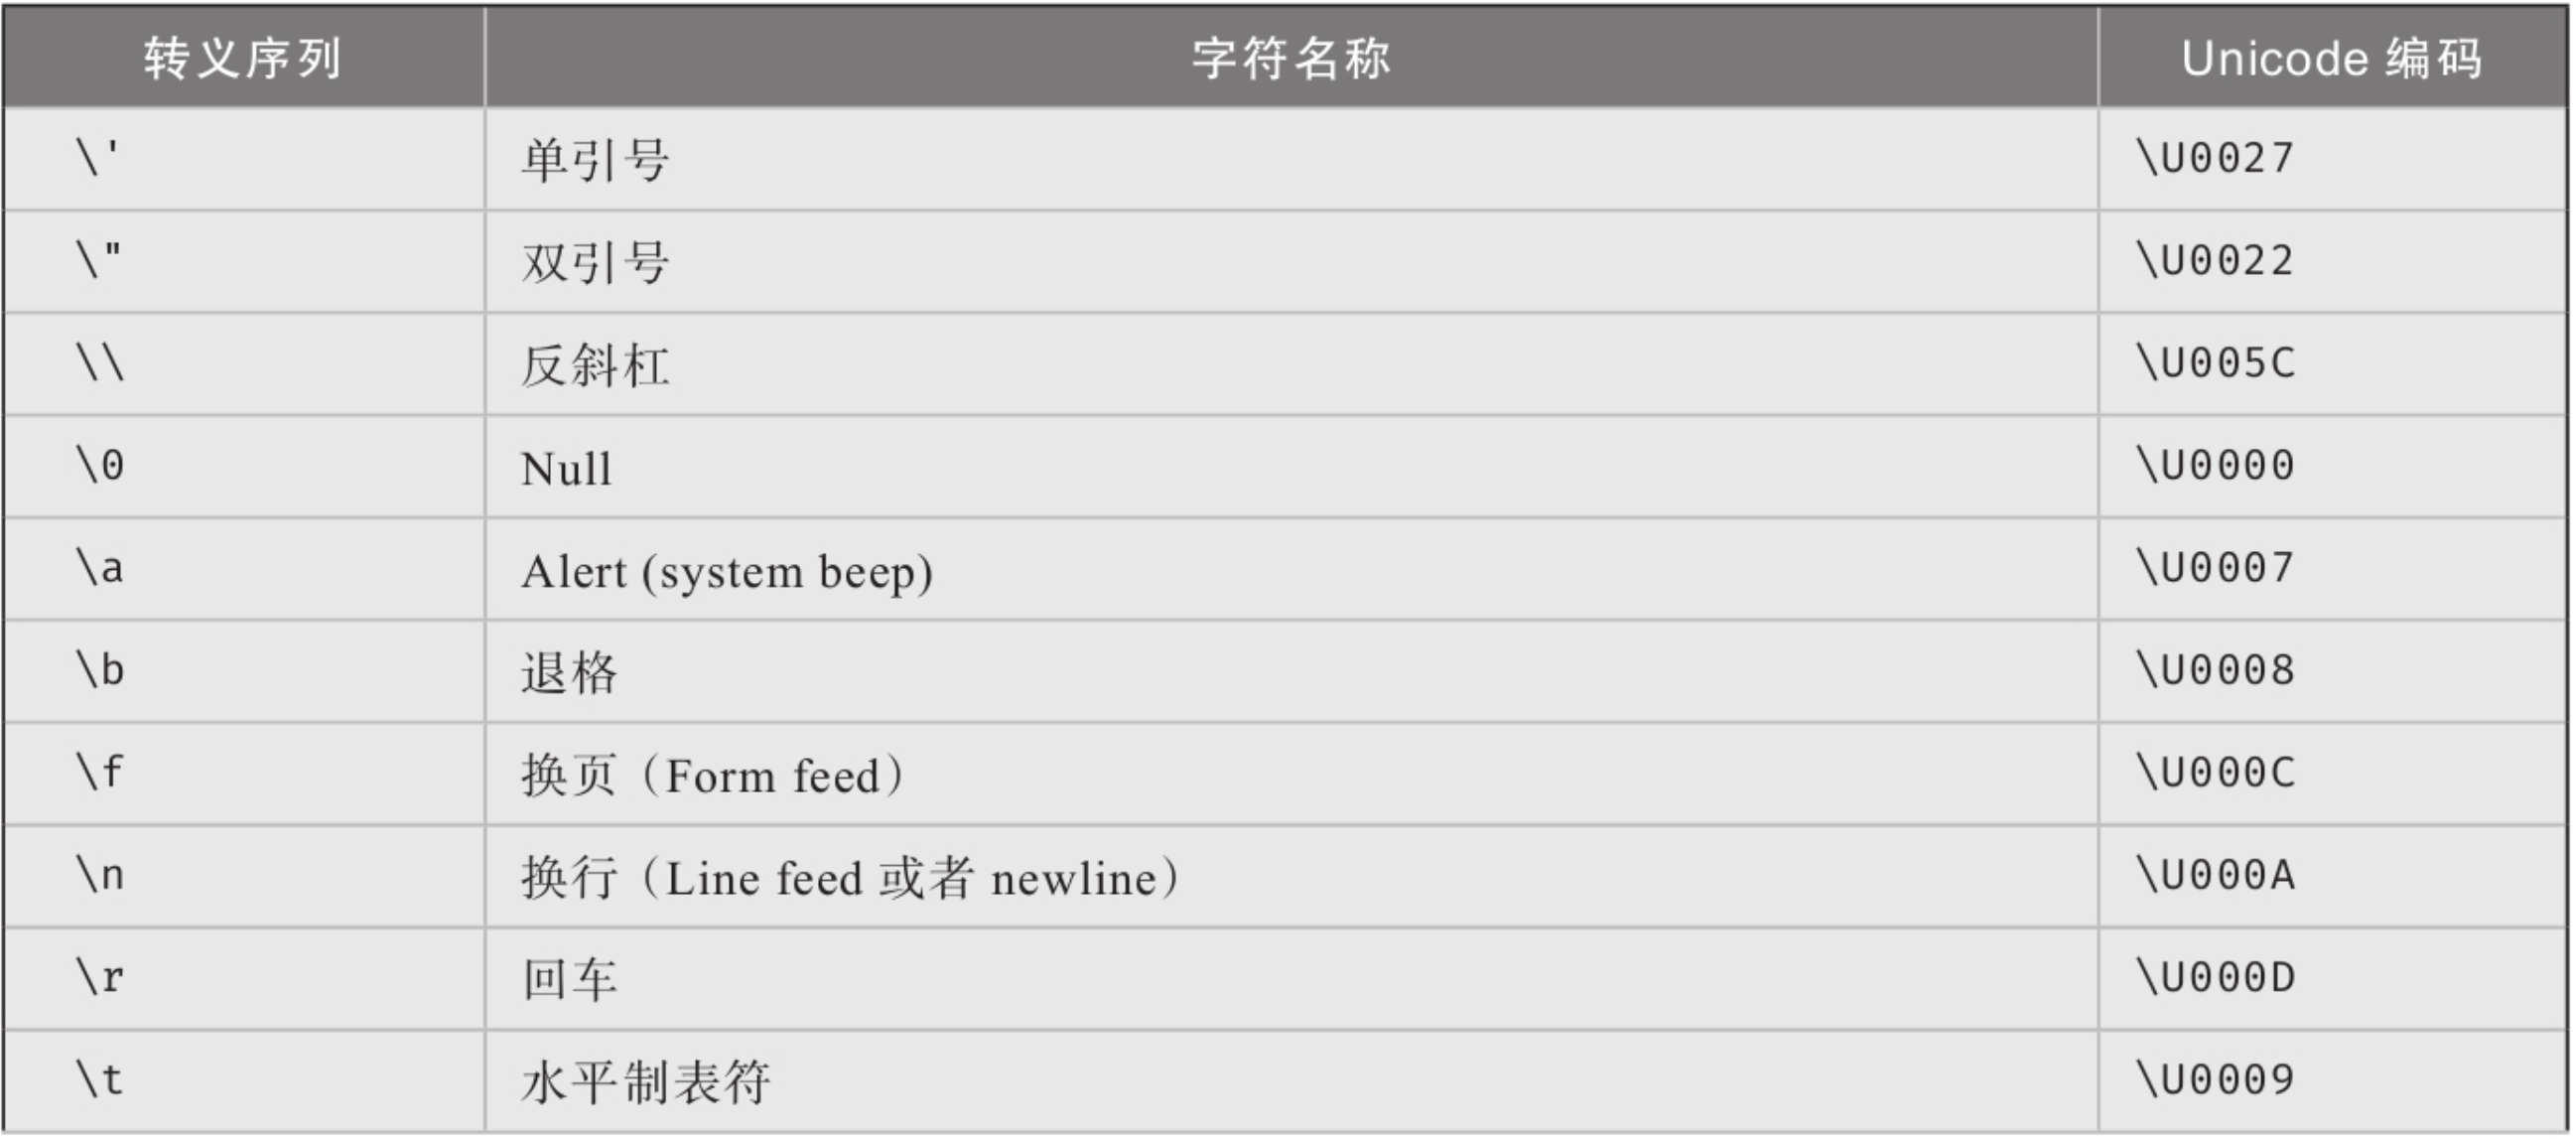 转义序列 字符名称 Unicode 编码
\' 单引号 \U0027
\" 双引号 \U0022
\\ 反斜杠 \U005C
\0 Null \U0000
\a Alert (system beep) \U0007
\b 退格 \U0008
\f 换页（Form feed） \U000C
\n 换行（Line feed 或者 newline） \U000A
\r 回车 \U000D
\t 水平制表符 \U0009